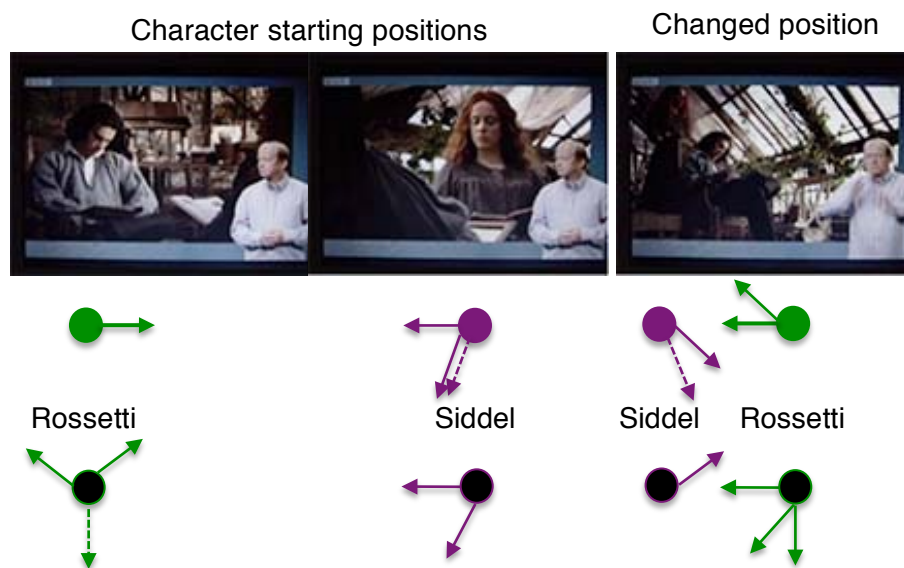 Character starting positions
Changed position
Rossetti
Siddel
Siddel
Rossetti